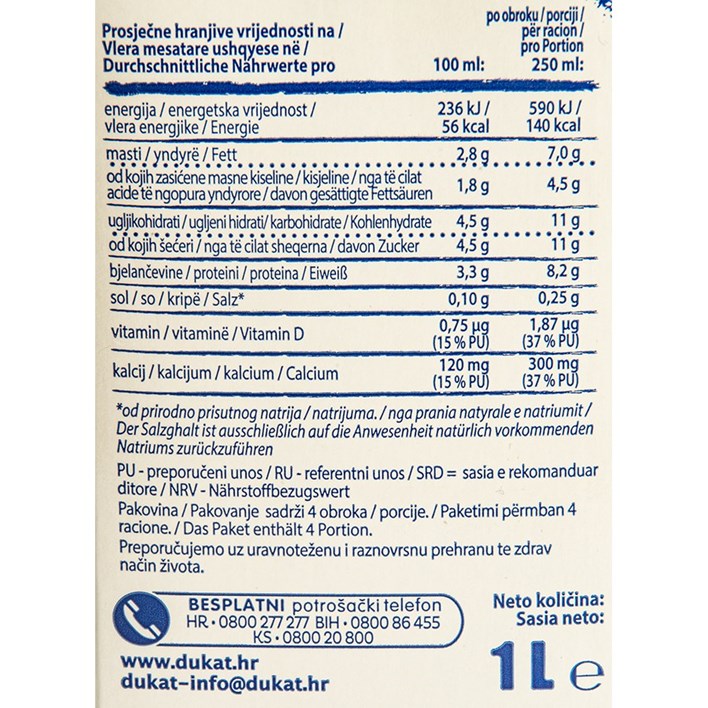 po obroku / porciji /
Prosječne hranjive vrijednosti na / për racion /
Vlera mesatare ushqyese në / pro Portion
Durchschnittliche Nährwerte pro 100 ml: 250 ml:
energija / energetska vrijednost / 236 kJ / 590 kJ /
vlera energjike / Energie 56 kcal 140 kcal
masti / yndyrë / Fett 2,8 g 7,0 g
od kojih zasićene masne kiseline / kisjeline / nga të cilat
acide të ngopura yndyrore / davon gesättigte Fettsäuren 1,8 g 4,5 g
ugljikohidrati / ugljeni hidrati / karbohidrate / Kohlenhydrate 4,5 g 11 g
od kojih šećeri / nga të cilat sheqerna / davon Zucker 4,5 g 11 g
bjelančevine / proteini / proteina / Eiweiß 3,3 g 8,2 g
sol / so / kripë / Salz* 0,10 g 0,25 g
vitamin / vitaminë / Vitamin D 0,75 µg 1,87 µg
(15 % PU) (37 % PU)
kalcij / kalcijum / kalcium / Calcium 120 mg 300 mg
(15 % PU) (37 % PU)
*od prirodno prisutnog natrija / natrijuma. / nga prania natyrale e natriumit /
Der Salzghalt ist ausschließlich auf die Anwesenheit natürlich vorkommenden
Natriums zurückzuführen
PU - preporučeni unos / RU - referentni unos / SRD = sasia e rekomanduar
ditore / NRV - Nährstoffbezugswert
Pakovina / Pakovanje sadrži 4 obroka / porcije. / Paketimi përmban 4
racione. / Das Paket enthält 4 Portion.
Preporučujemo uz uravnoteženu i raznovrsnu prehranu te zdrav
način života.
BESPLATNI potrošački telefon
HR • 0800 277 277 BIH • 0800 86 455
KS • 0800 20 800
www.dukat.hr
dukat-info@dukat.hr
Neto količina:
Sasia neto:
1L e